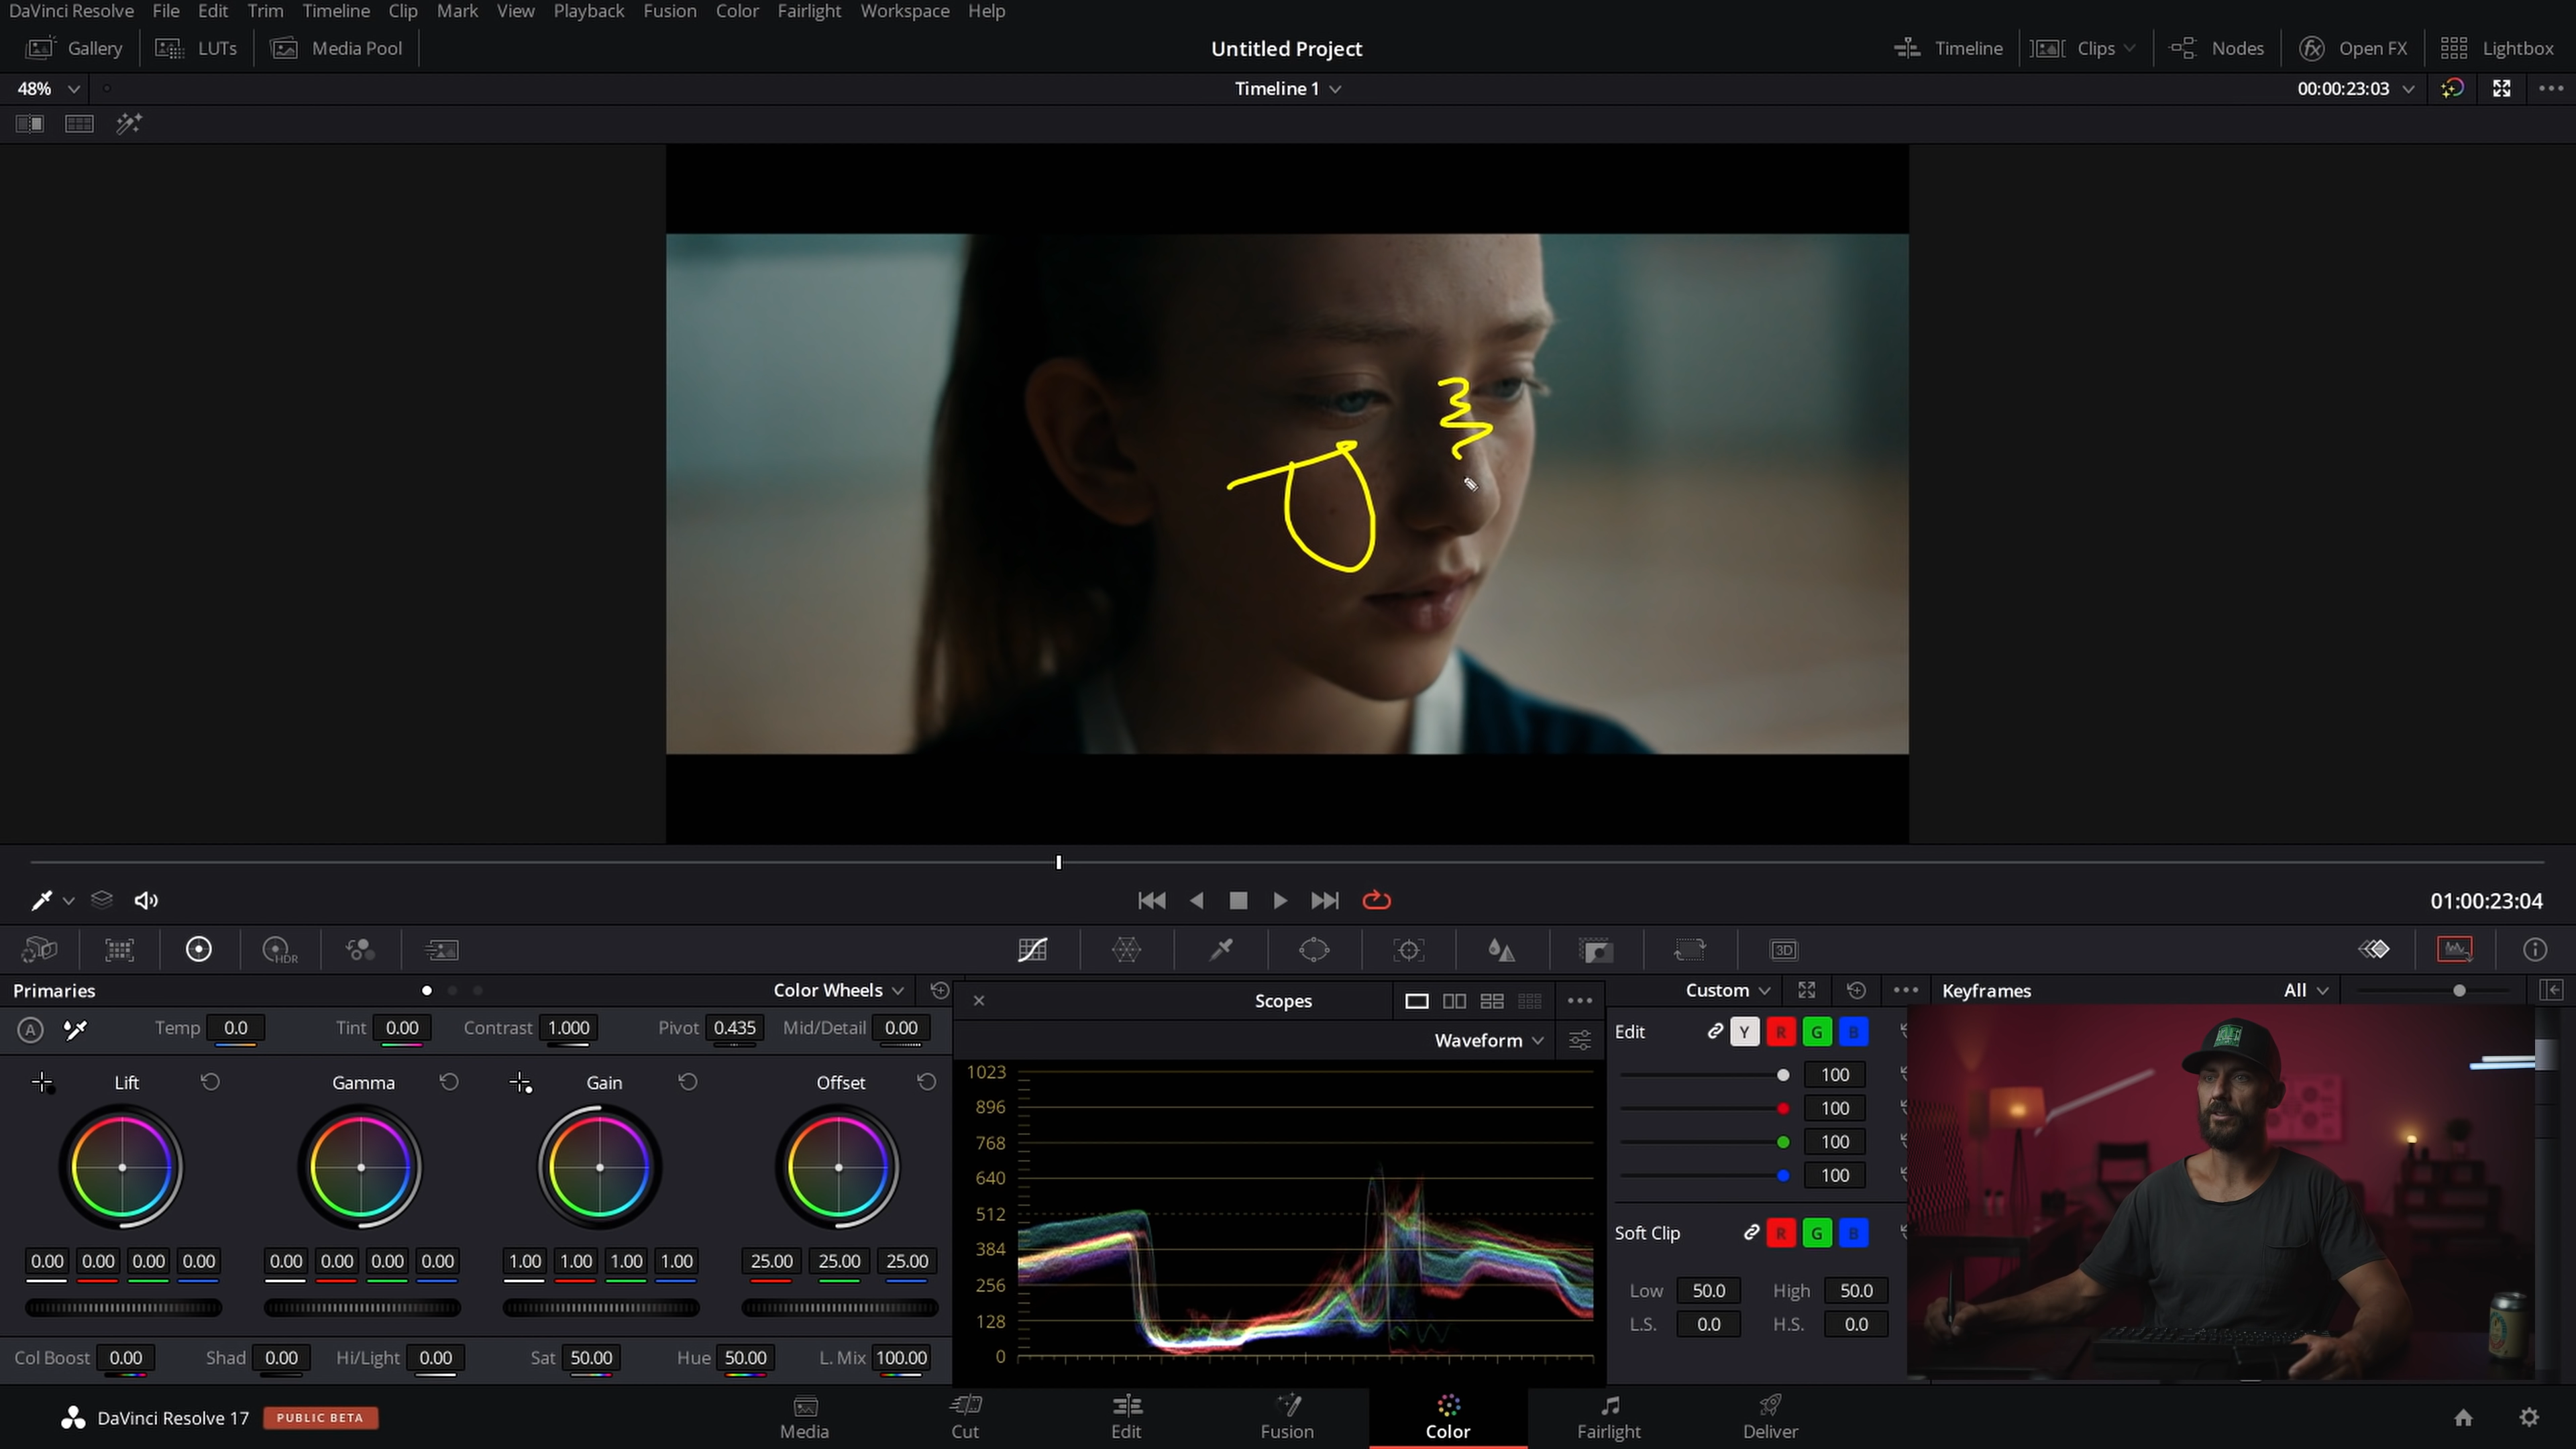 DaVinci Resolve File Edit Trim Timeline Clip Mark View Playback Fusion Color Fairlight Workspace Help
Gallery LUTs Media Pool Untitled Project Timeline Clips Nodes Open FX Lightbox
48% Timeline 1 00:00:23:03
01:00:23:04
HDR 3D
Primaries Color Wheels Scopes Custom Keyframes All
A Temp 0.0 Tint 0.00 Contrast 1.000 Pivot 0.435 Mid/Detail 0.00
Waveform
Edit Y R G B
Lift Gamma Gain Offset
1023
896
768
640
512
384
256
128
0
100
100
100
100
Soft Clip R G B
0.00 0.00 0.00 0.00 0.00 0.00 0.00 0.00 1.00 1.00 1.00 1.00 25.00 25.00 25.00
Low 50.0 High 50.0
L.S. 0.0 H.S. 0.0
Col Boost 0.00 Shad 0.00 Hi/Light 0.00 Sat 50.00 Hue 50.00 L. Mix 100.00
DaVinci Resolve 17 PUBLIC BETA
Media Cut Edit Fusion Color Fairlight Deliver